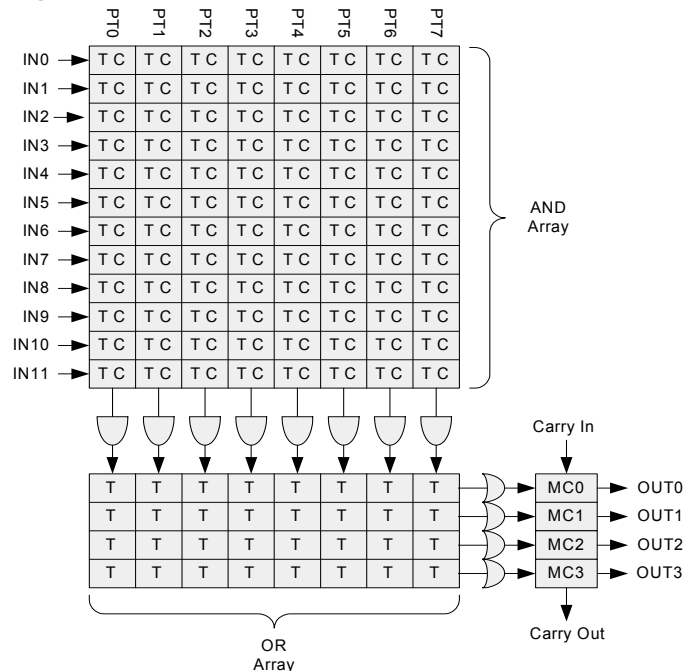 PT0 PT1 PT2 PT3 PT4 PT5 PT6 PT7
IN0 T C T C T C T C T C T C T C T C
IN1 T C T C T C T C T C T C T C T C
IN2 T C T C T C T C T C T C T C T C
IN3 T C T C T C T C T C T C T C T C
IN4 T C T C T C T C T C T C T C T C
IN5 T C T C T C T C T C T C T C T C
IN6 T C T C T C T C T C T C T C T C
IN7 T C T C T C T C T C T C T C T C
IN8 T C T C T C T C T C T C T C T C
IN9 T C T C T C T C T C T C T C T C
IN10 T C T C T C T C T C T C T C T C
IN11 T C T C T C T C T C T C T C T C
AND
Array
Carry In
T T T T T T T T MC0 OUT0
T T T T T T T T MC1 OUT1
T T T T T T T T MC2 OUT2
T T T T T T T T MC3 OUT3
Carry Out
OR
Array